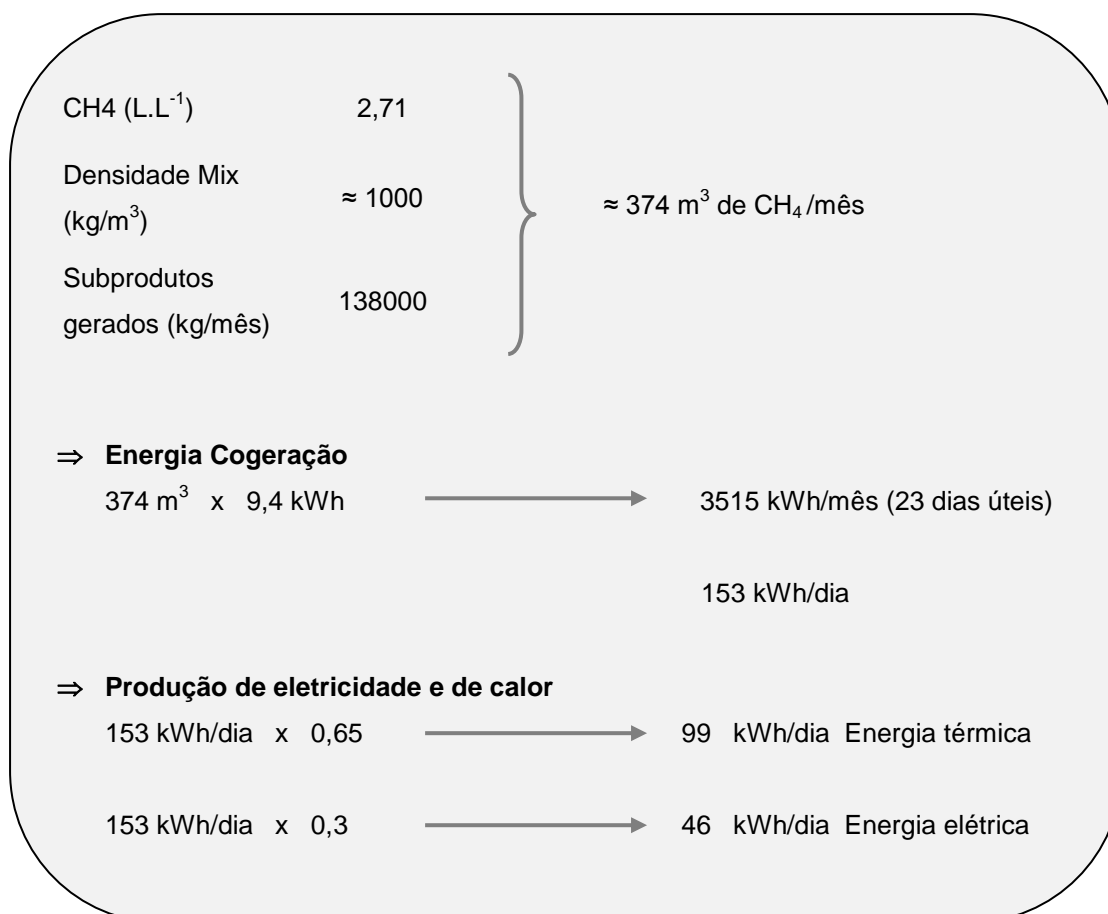 CH4 (L.L⁻¹) 2,71
Densidade Mix
(kg/m³) ≈ 1000
≈ 374 m³ de CH₄ /mês
Subprodutos
gerados (kg/mês) 138000
⇒ Energia Cogeração
374 m³ x 9,4 kWh 3515 kWh/mês (23 dias úteis)
153 kWh/dia
⇒ Produção de eletricidade e de calor
153 kWh/dia x 0,65 99 kWh/dia Energia térmica
153 kWh/dia x 0,3 46 kWh/dia Energia elétrica